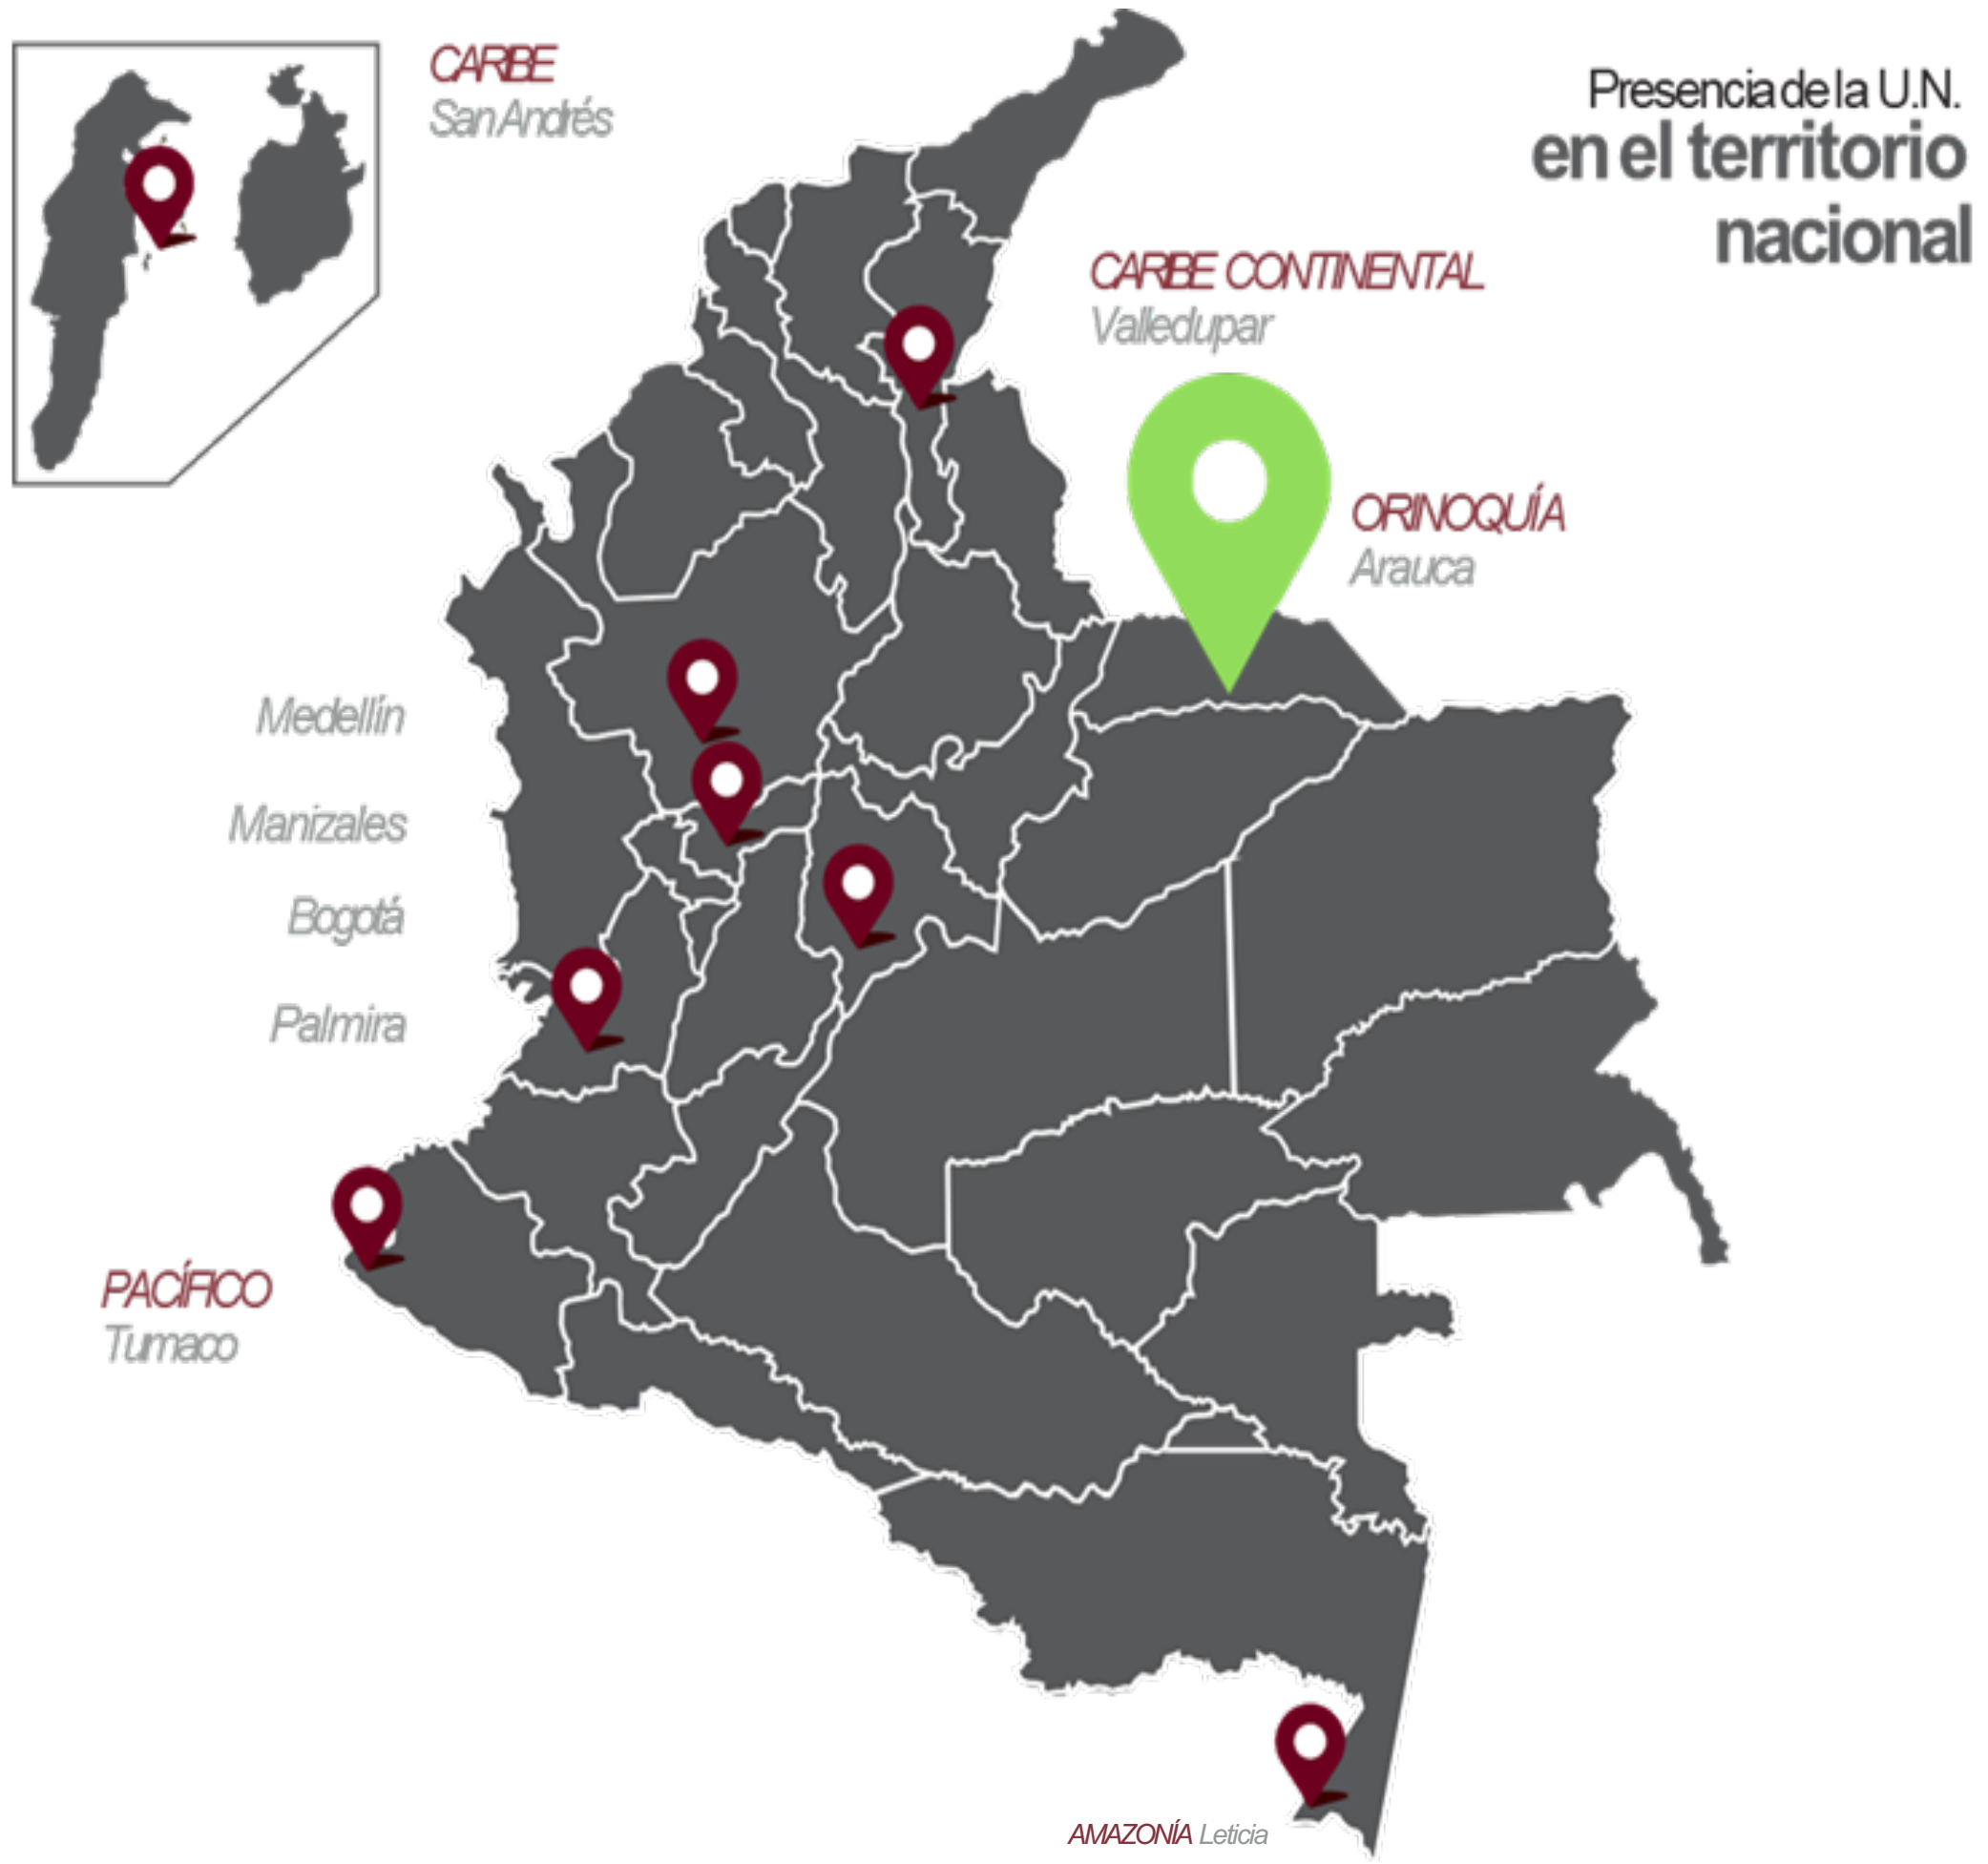 CARIBE
San Andrés
Presencia de la U.N.
en el territorio
nacional
CARIBE CONTINENTAL
Valledupar
ORINOQUÍA
Arauca
Medellín
Manizales
Bogotá
Palmira
PACÍFICO
Tumaco
AMAZONÍA Leticia